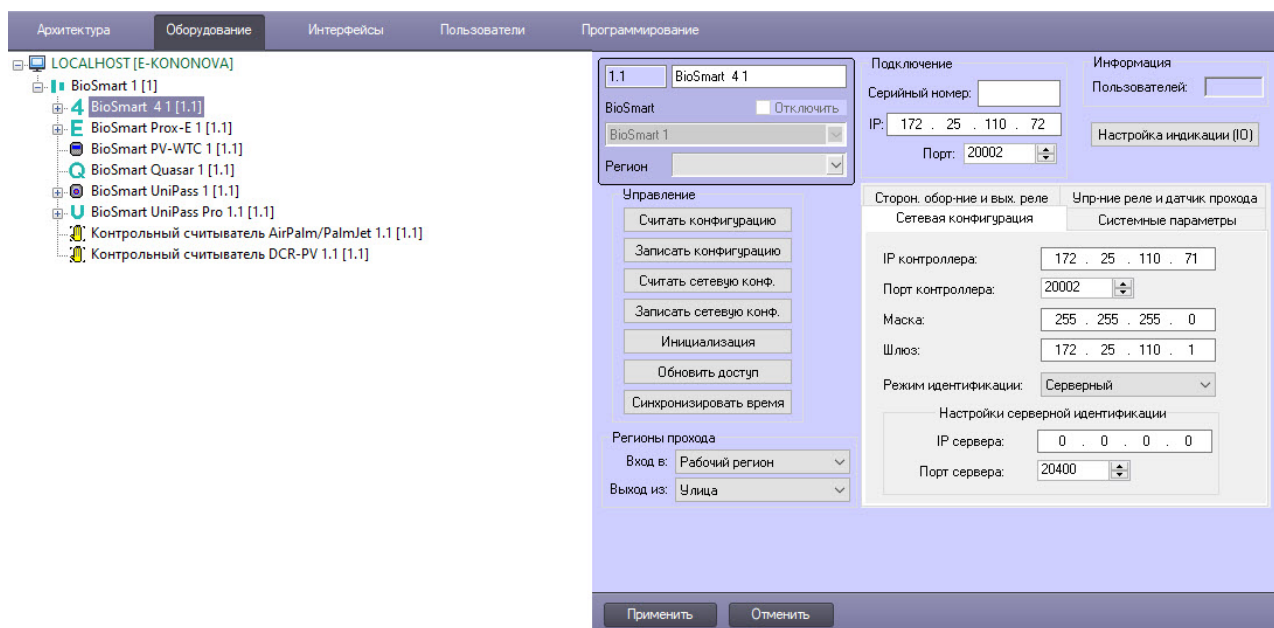 Архитектура Оборудование Интерфейсы Пользователи Программирование
LOCALHOST [E-KONONOVA]
BioSmart 1 [1]
BioSmart 4 1 [1.1]
BioSmart Prox-E 1 [1.1]
BioSmart PV-WTC 1 [1.1]
BioSmart Quasar 1 [1.1]
BioSmart UniPass 1 [1.1]
BioSmart UniPass Pro 1.1 [1.1]
Контрольный считыватель AirPalm/PalmJet 1.1 [1.1]
Контрольный считыватель DCR-PV 1.1 [1.1]
1.1 BioSmart 4 1
BioSmart Отключить
BioSmart 1
Регион
Подключение
Серийный номер:
IP: 172 . 25 . 110 . 72
Порт: 20002
Информация
Пользователей:
Настройка индикации (IO)
Управление
Считать конфигурацию
Записать конфигурацию
Считать сетевую конф.
Записать сетевую конф.
Инициализация
Обновить доступ
Синхронизировать время
Регионы прохода
Вход в: Рабочий регион
Выход из: Улица
Сторон. обор-ние и вых. реле Упр-ние реле и датчик прохода
Сетевая конфигурация Системные параметры
IP контроллера: 172 . 25 . 110 . 71
Порт контроллера: 20002
Маска: 255 . 255 . 255 . 0
Шлюз: 172 . 25 . 110 . 1
Режим идентификации: Серверный
Настройки серверной идентификации
IP сервера: 0 . 0 . 0 . 0
Порт сервера: 20400
Применить Отменить